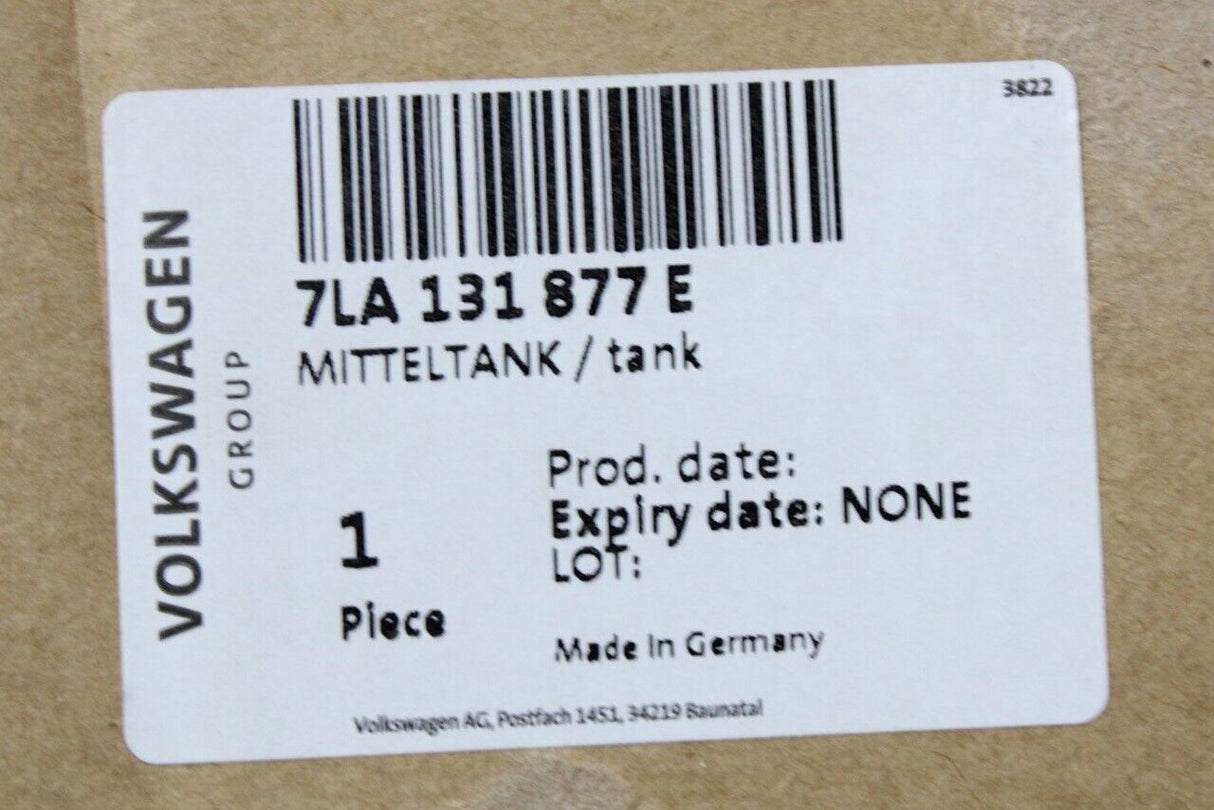 3822
VOLKSWAGEN
GROUP
7LA 131 877 E
MITTELTANK / tank
1
Piece
Prod. date:
Expiry date: NONE
LOT:
Made In Germany
Volkswagen AG, Postfach 1451, 34219 Baunatal